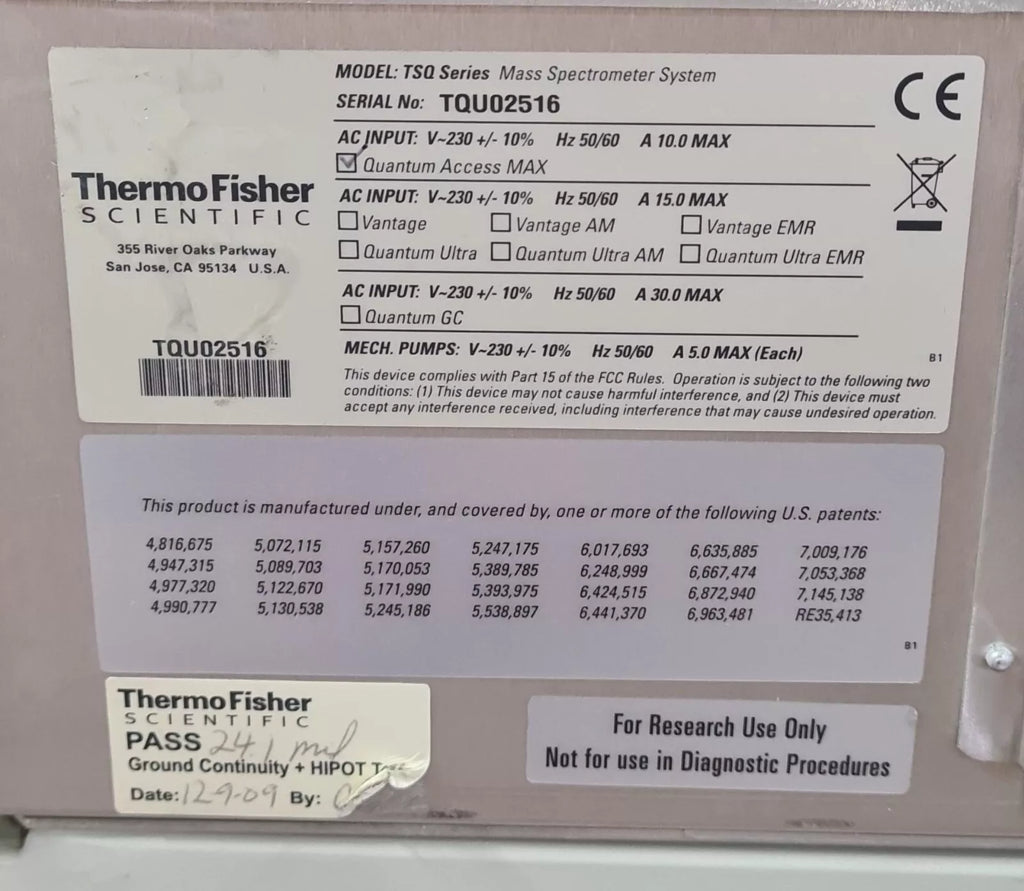 MODEL: TSQ Series Mass Spectrometer System
SERIAL No: TQU02516
CE
AC INPUT: V~230 +/- 10% Hz 50/60 A 10.0 MAX
Quantum Access MAX
AC INPUT: V~230 +/- 10% Hz 50/60 A 15.0 MAX
Vantage Vantage AM Vantage EMR
Quantum Ultra Quantum Ultra AM Quantum Ultra EMR
AC INPUT: V~230 +/- 10% Hz 50/60 A 30.0 MAX
Quantum GC
MECH. PUMPS: V~230 +/- 10% Hz 50/60 A 5.0 MAX (Each)
B1
This device complies with Part 15 of the FCC Rules. Operation is subject to the following two
conditions: (1) This device may not cause harmful interference, and (2) This device must
accept any interference received, including interference that may cause undesired operation.
Thermo Fisher
SCIENTIFIC
355 River Oaks Parkway
San Jose, CA 95134 U.S.A.
TQU02516
This product is manufactured under, and covered by, one or more of the following U.S. patents:
4,816,675 5,072,115 5,157,260 5,247,175 6,017,693 6,635,885 7,009,176
4,947,315 5,089,703 5,170,053 5,389,785 6,248,999 6,667,474 7,053,368
4,977,320 5,122,670 5,171,990 5,393,975 6,424,515 6,872,940 7,145,138
4,990,777 5,130,538 5,245,186 5,538,897 6,441,370 6,963,481 RE35,413
B1
Thermo Fisher
SCIENTIFIC
PASS
Ground Continuity + HIPOT
Date: 12-9-09 By:
For Research Use Only
Not for use in Diagnostic Procedures